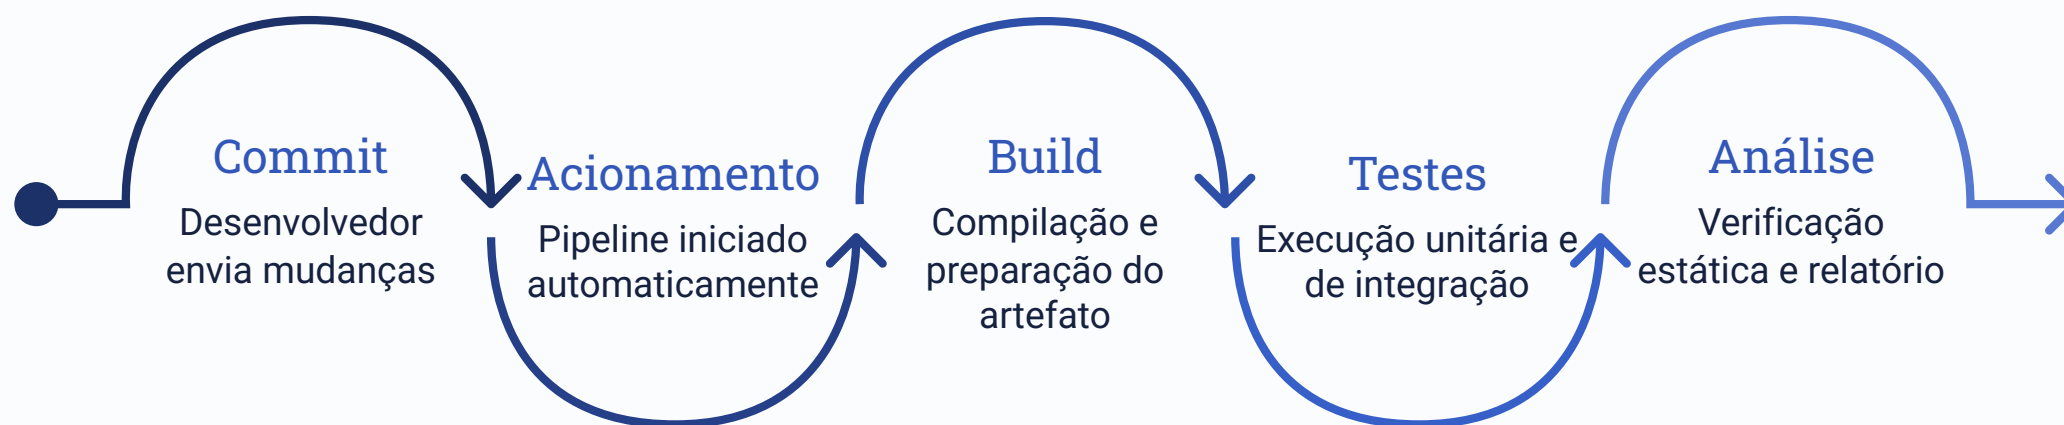 Commit
Desenvolvedor
envia mudanças
Acionamento
Pipeline iniciado
automaticamente
Build
Compilação e
preparação do
artefato
Testes
Execução unitária e
de integração
Análise
Verificação
estática e relatório